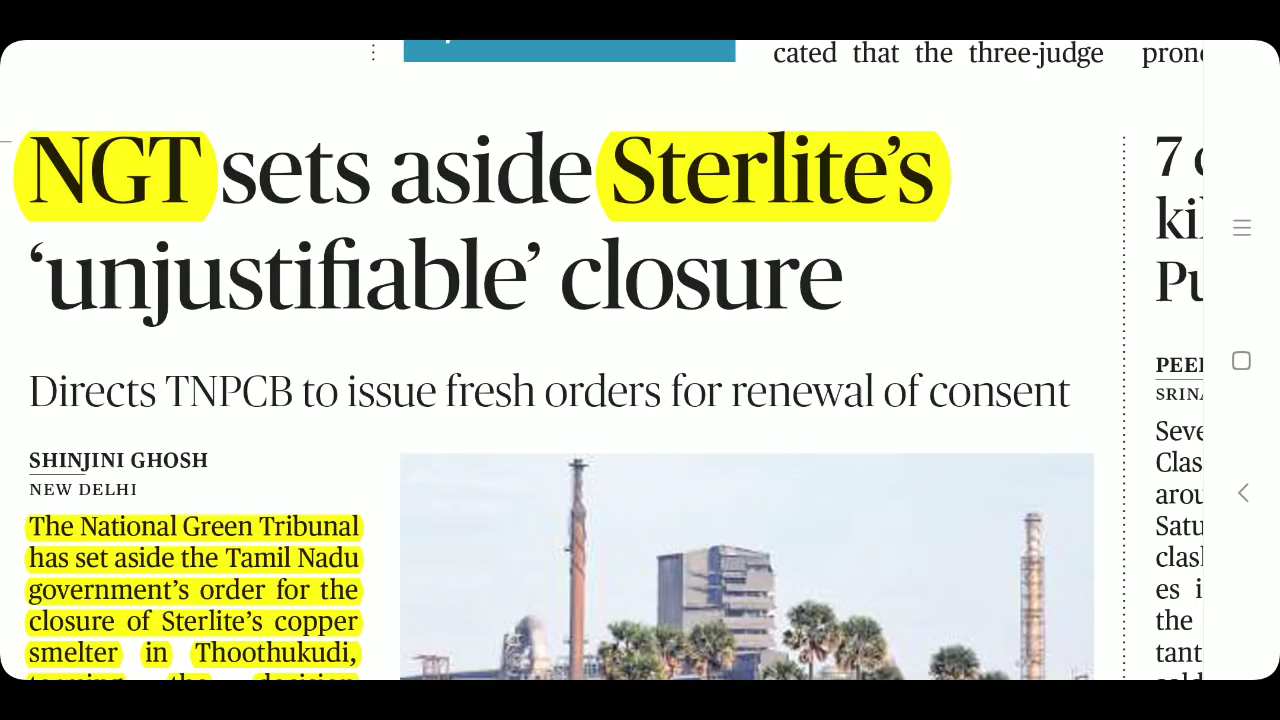 cated that the three-judge
NGT sets aside Sterlite’s
‘unjustifiable’ closure
Directs TNPCB to issue fresh orders for renewal of consent
SHINJINI GHOSH
NEW DELHI
The National Green Tribunal
has set aside the Tamil Nadu
government’s order for the
closure of Sterlite’s copper
smelter in Thoothukudi,
7
PEE
SRINA
Seve
Clas
arou
Satu
clas
es i
the
tant